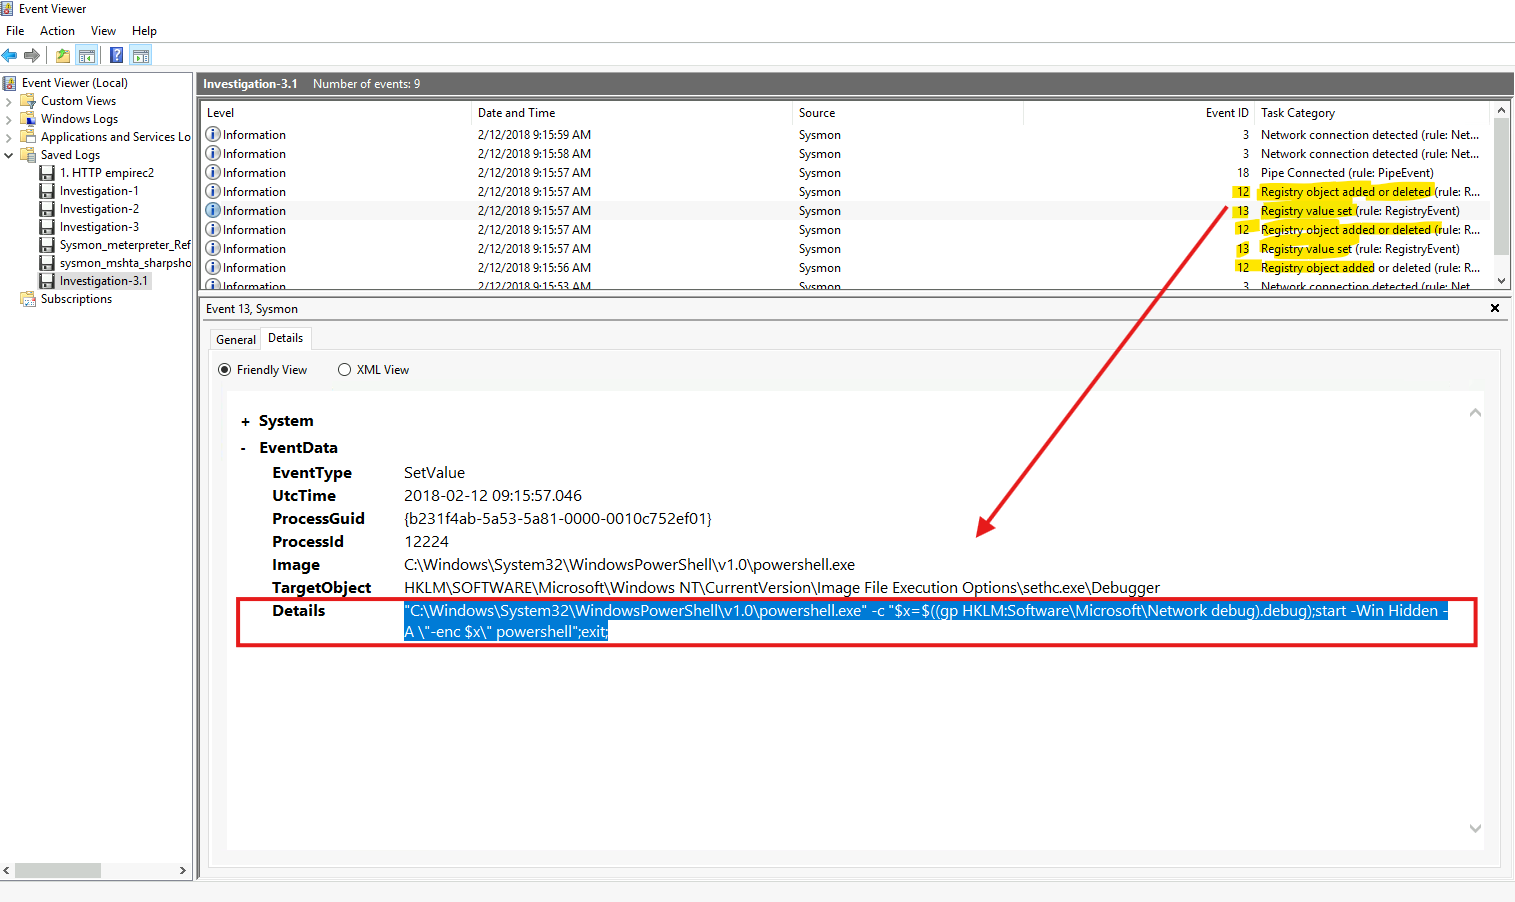 Event Viewer
File Action View Help
Event Viewer (Local)
Custom Views
Windows Logs
Applications and Services Lo
Saved Logs
1. HTTP empirec2
Investigation-1
Investigation-2
Investigation-3
Sysmon_meterpreter_Ref
sysmon_mshta_sharpsho
Investigation-3.1
Subscriptions
Investigation-3.1 Number of events: 9
Level Date and Time Source Event ID Task Category
Information 2/12/2018 9:15:59 AM Sysmon 3 Network connection detected (rule: Net...
Information 2/12/2018 9:15:58 AM Sysmon 3 Network connection detected (rule: Net...
Information 2/12/2018 9:15:57 AM Sysmon 18 Pipe Connected (rule: PipeEvent)
Information 2/12/2018 9:15:57 AM Sysmon 12 Registry object added or deleted (rule: R...
Information 2/12/2018 9:15:57 AM Sysmon 13 Registry value set (rule: RegistryEvent)
Information 2/12/2018 9:15:57 AM Sysmon 12 Registry object added or deleted (rule: R...
Information 2/12/2018 9:15:57 AM Sysmon 13 Registry value set (rule: RegistryEvent)
Information 2/12/2018 9:15:56 AM Sysmon 12 Registry object added or deleted (rule: R...
Information 2/12/2018 9:15:53 AM Sysmon 3 Network connection detected (rule: Net
Event 13, Sysmon
General Details
Friendly View XML View
+ System
- EventData
EventType SetValue
UtcTime 2018-02-12 09:15:57.046
ProcessGuid {b231f4ab-5a53-5a81-0000-0010c752ef01}
ProcessId 12224
Image C:\Windows\System32\WindowsPowerShell\v1.0\powershell.exe
TargetObject HKLM\SOFTWARE\Microsoft\Windows NT\CurrentVersion\Image File Execution Options\sethc.exe\Debugger
Details "C:\Windows\System32\WindowsPowerShell\v1.0\powershell.exe" -c "$x=$((gp HKLM:Software\Microsoft\Network debug).debug);start -Win Hidden -
A \"-enc $x\" powershell";exit;